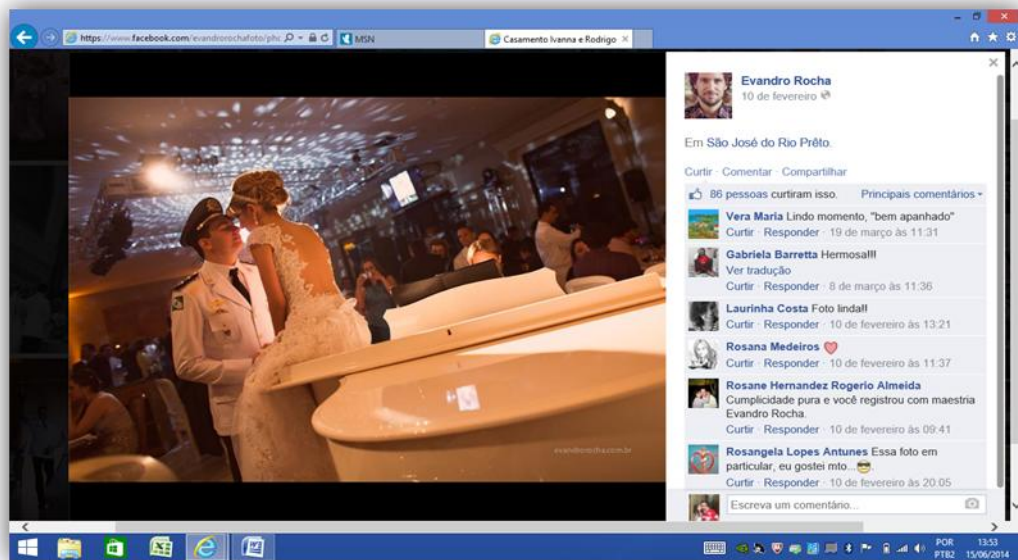 https://www.facebook.com/evandrorochafoto/pho
MSN
Casamento Ivanna e Rodrigo
Evandro Rocha
10 de fevereiro
Em São José do Rio Prêto.
Curtir · Comentar · Compartilhar
86 pessoas curtiram isso. Principais comentários
Vera Maria Lindo momento, "bem apanhado"
Curtir · Responder · 19 de março às 11:31
Gabriela Barretta Hermosa!!!
Ver tradução
Curtir · Responder · 8 de março às 11:36
Laurinha Costa Foto linda!!
Curtir · Responder · 10 de fevereiro às 13:21
Rosana Medeiros
Curtir · Responder · 10 de fevereiro às 11:37
Rosane Hernandez Rogerio Almeida
Cumplicidade pura e você registrou com maestria
Evandro Rocha.
Curtir · Responder · 10 de fevereiro às 09:41
Rosangela Lopes Antunes Essa foto em
particular, eu gostei mto...
Curtir · Responder · 10 de fevereiro às 20:05
Escreva um comentário...
evandrorocha.com.br
POR 13:53
PTB2 15/06/2014